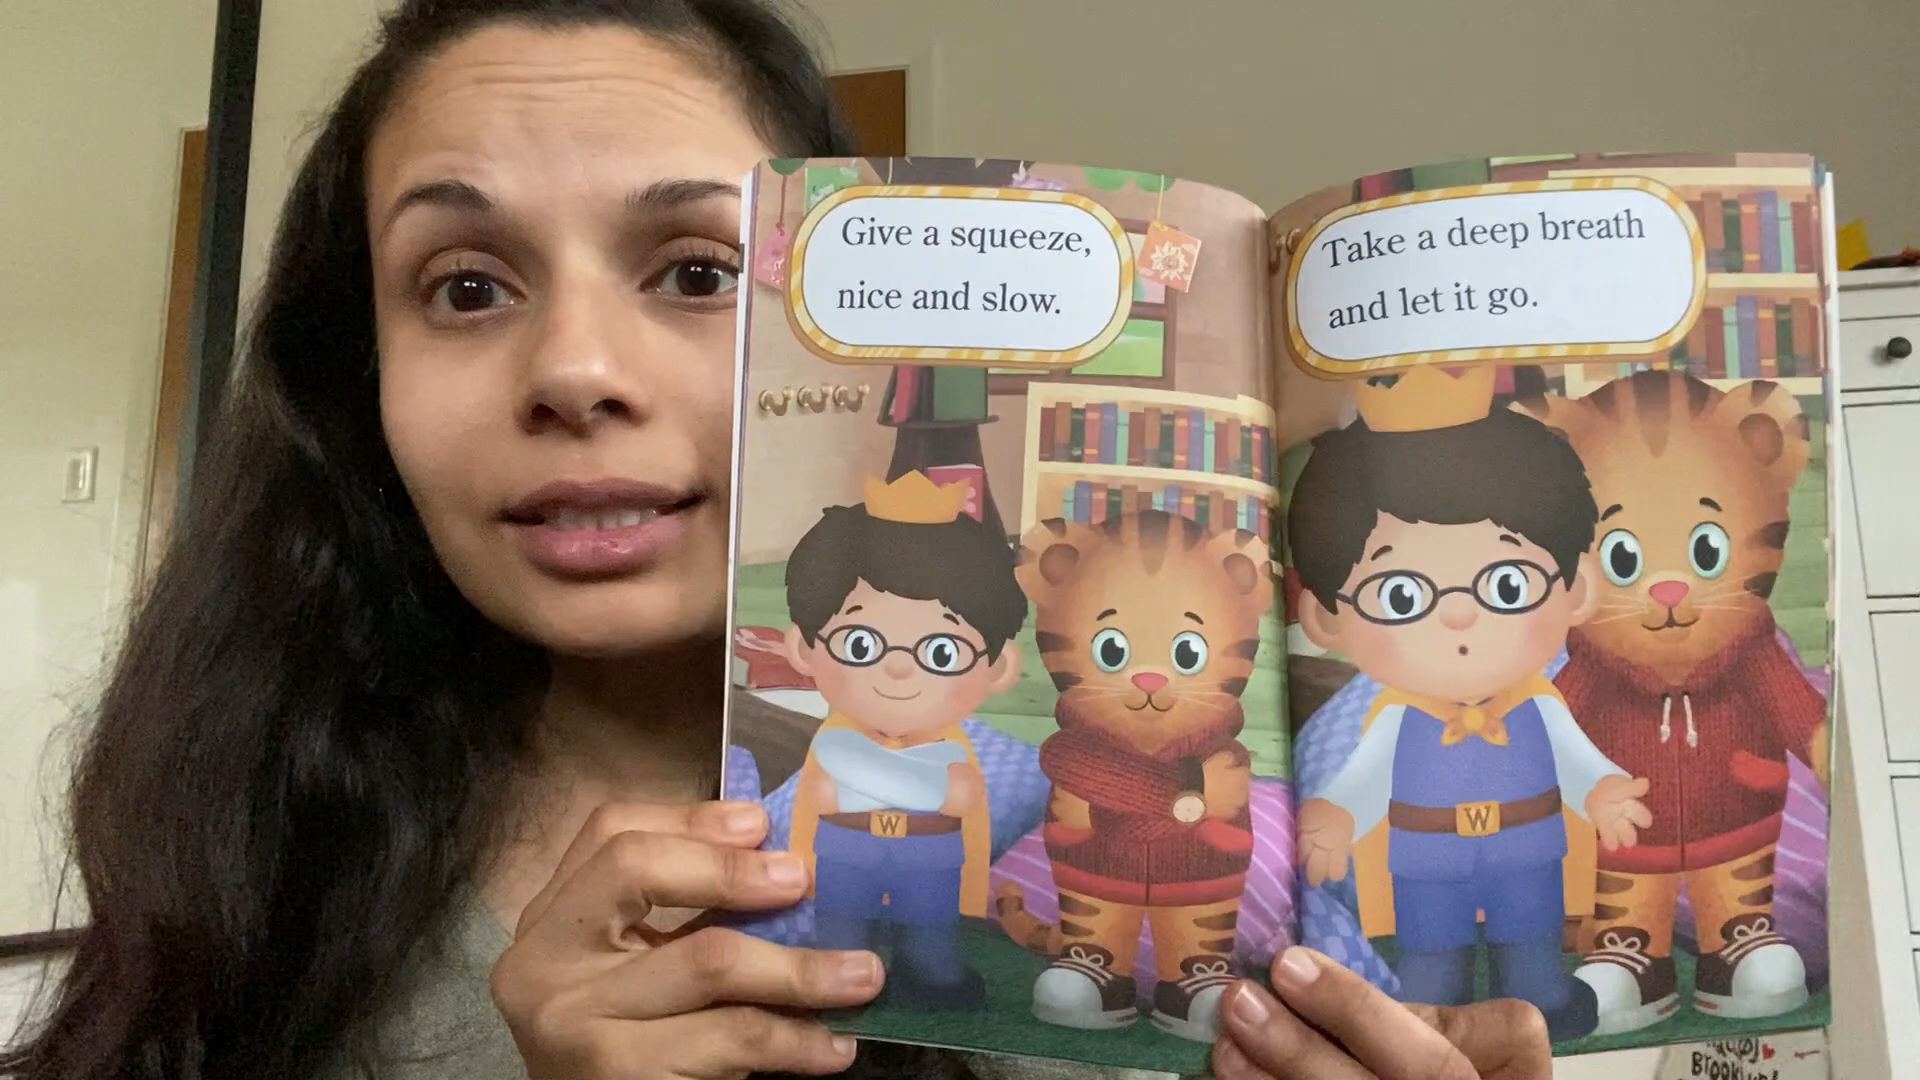 Give a squeeze,
nice and slow.
Take a deep breath
and let it go.
W
W